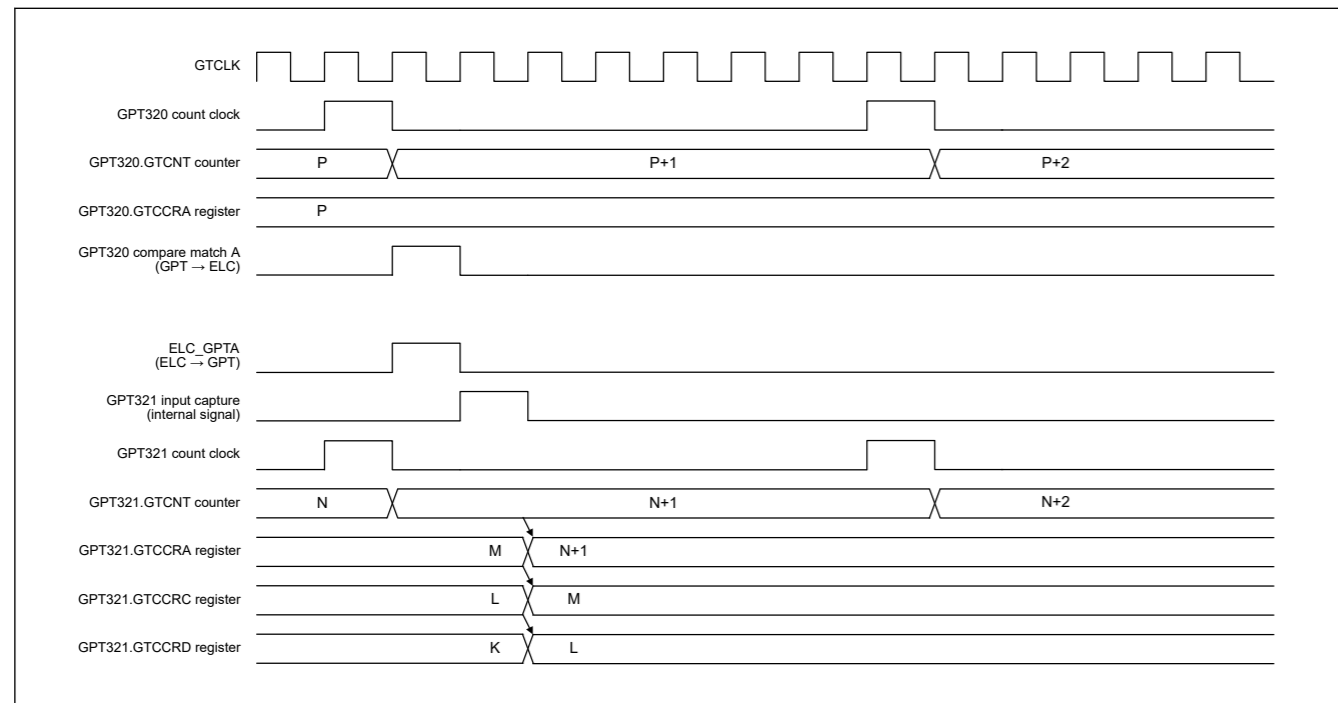 GTCLK
GPT320 count clock
GPT320.GTCNT counter
P
P+1
P+2
GPT320.GTCCRA register
P
GPT320 compare match A
(GPT → ELC)
ELC_GPTA
(ELC → GPT)
GPT321 input capture
(internal signal)
GPT321 count clock
GPT321.GTCNT counter
N
N+1
N+2
GPT321.GTCCRA register
M
N+1
GPT321.GTCCRC register
L
M
GPT321.GTCCRD register
K
L